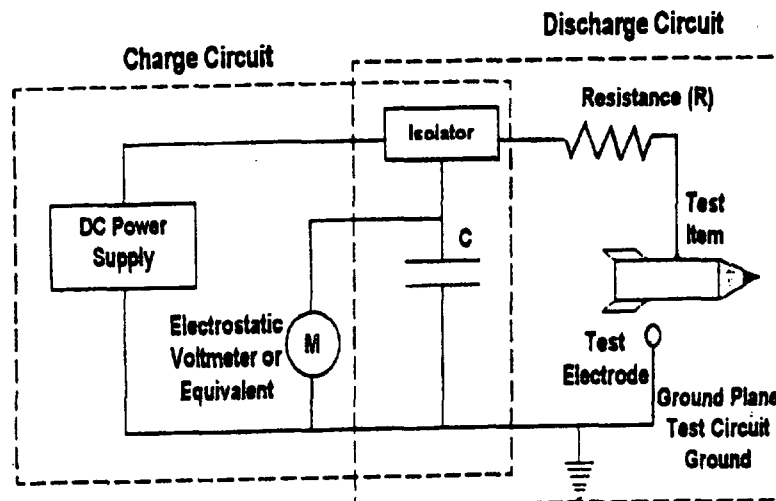 Discharge Circuit
Charge Circuit
Resistance (R)
Isolator
DC Power
Supply
C
Test
Item
Electrostatic
Voltmeter or
Equivalent
M
Test
Electrode
Ground Plane
Test Circuit
Ground